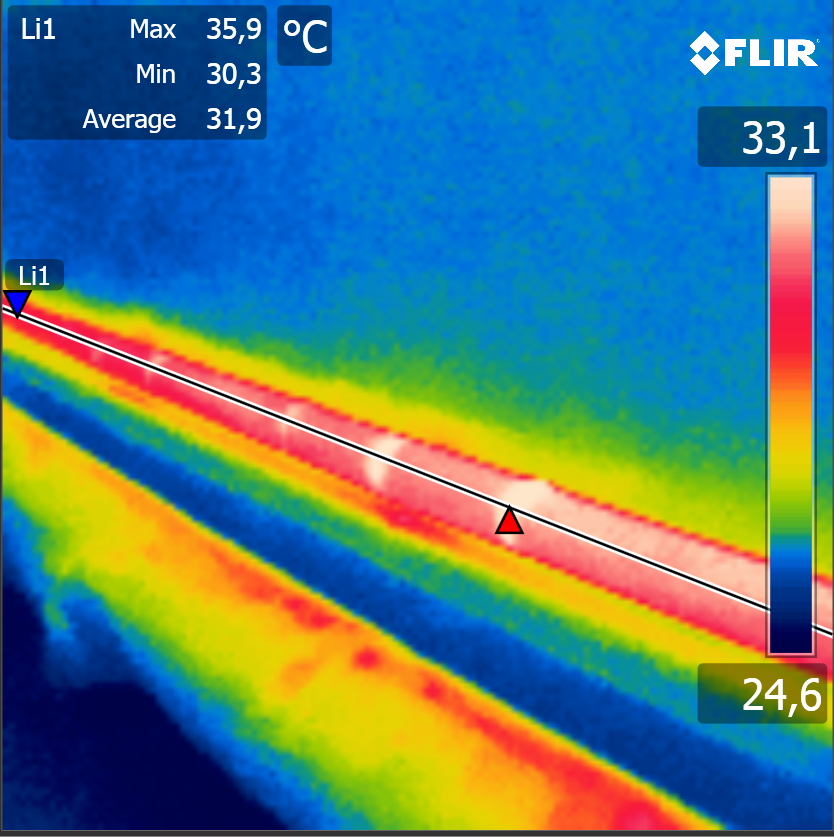 Li1 Max 35,9 °C
Min 30,3
Average 31,9
FLIR
33,1
Li1
24,6